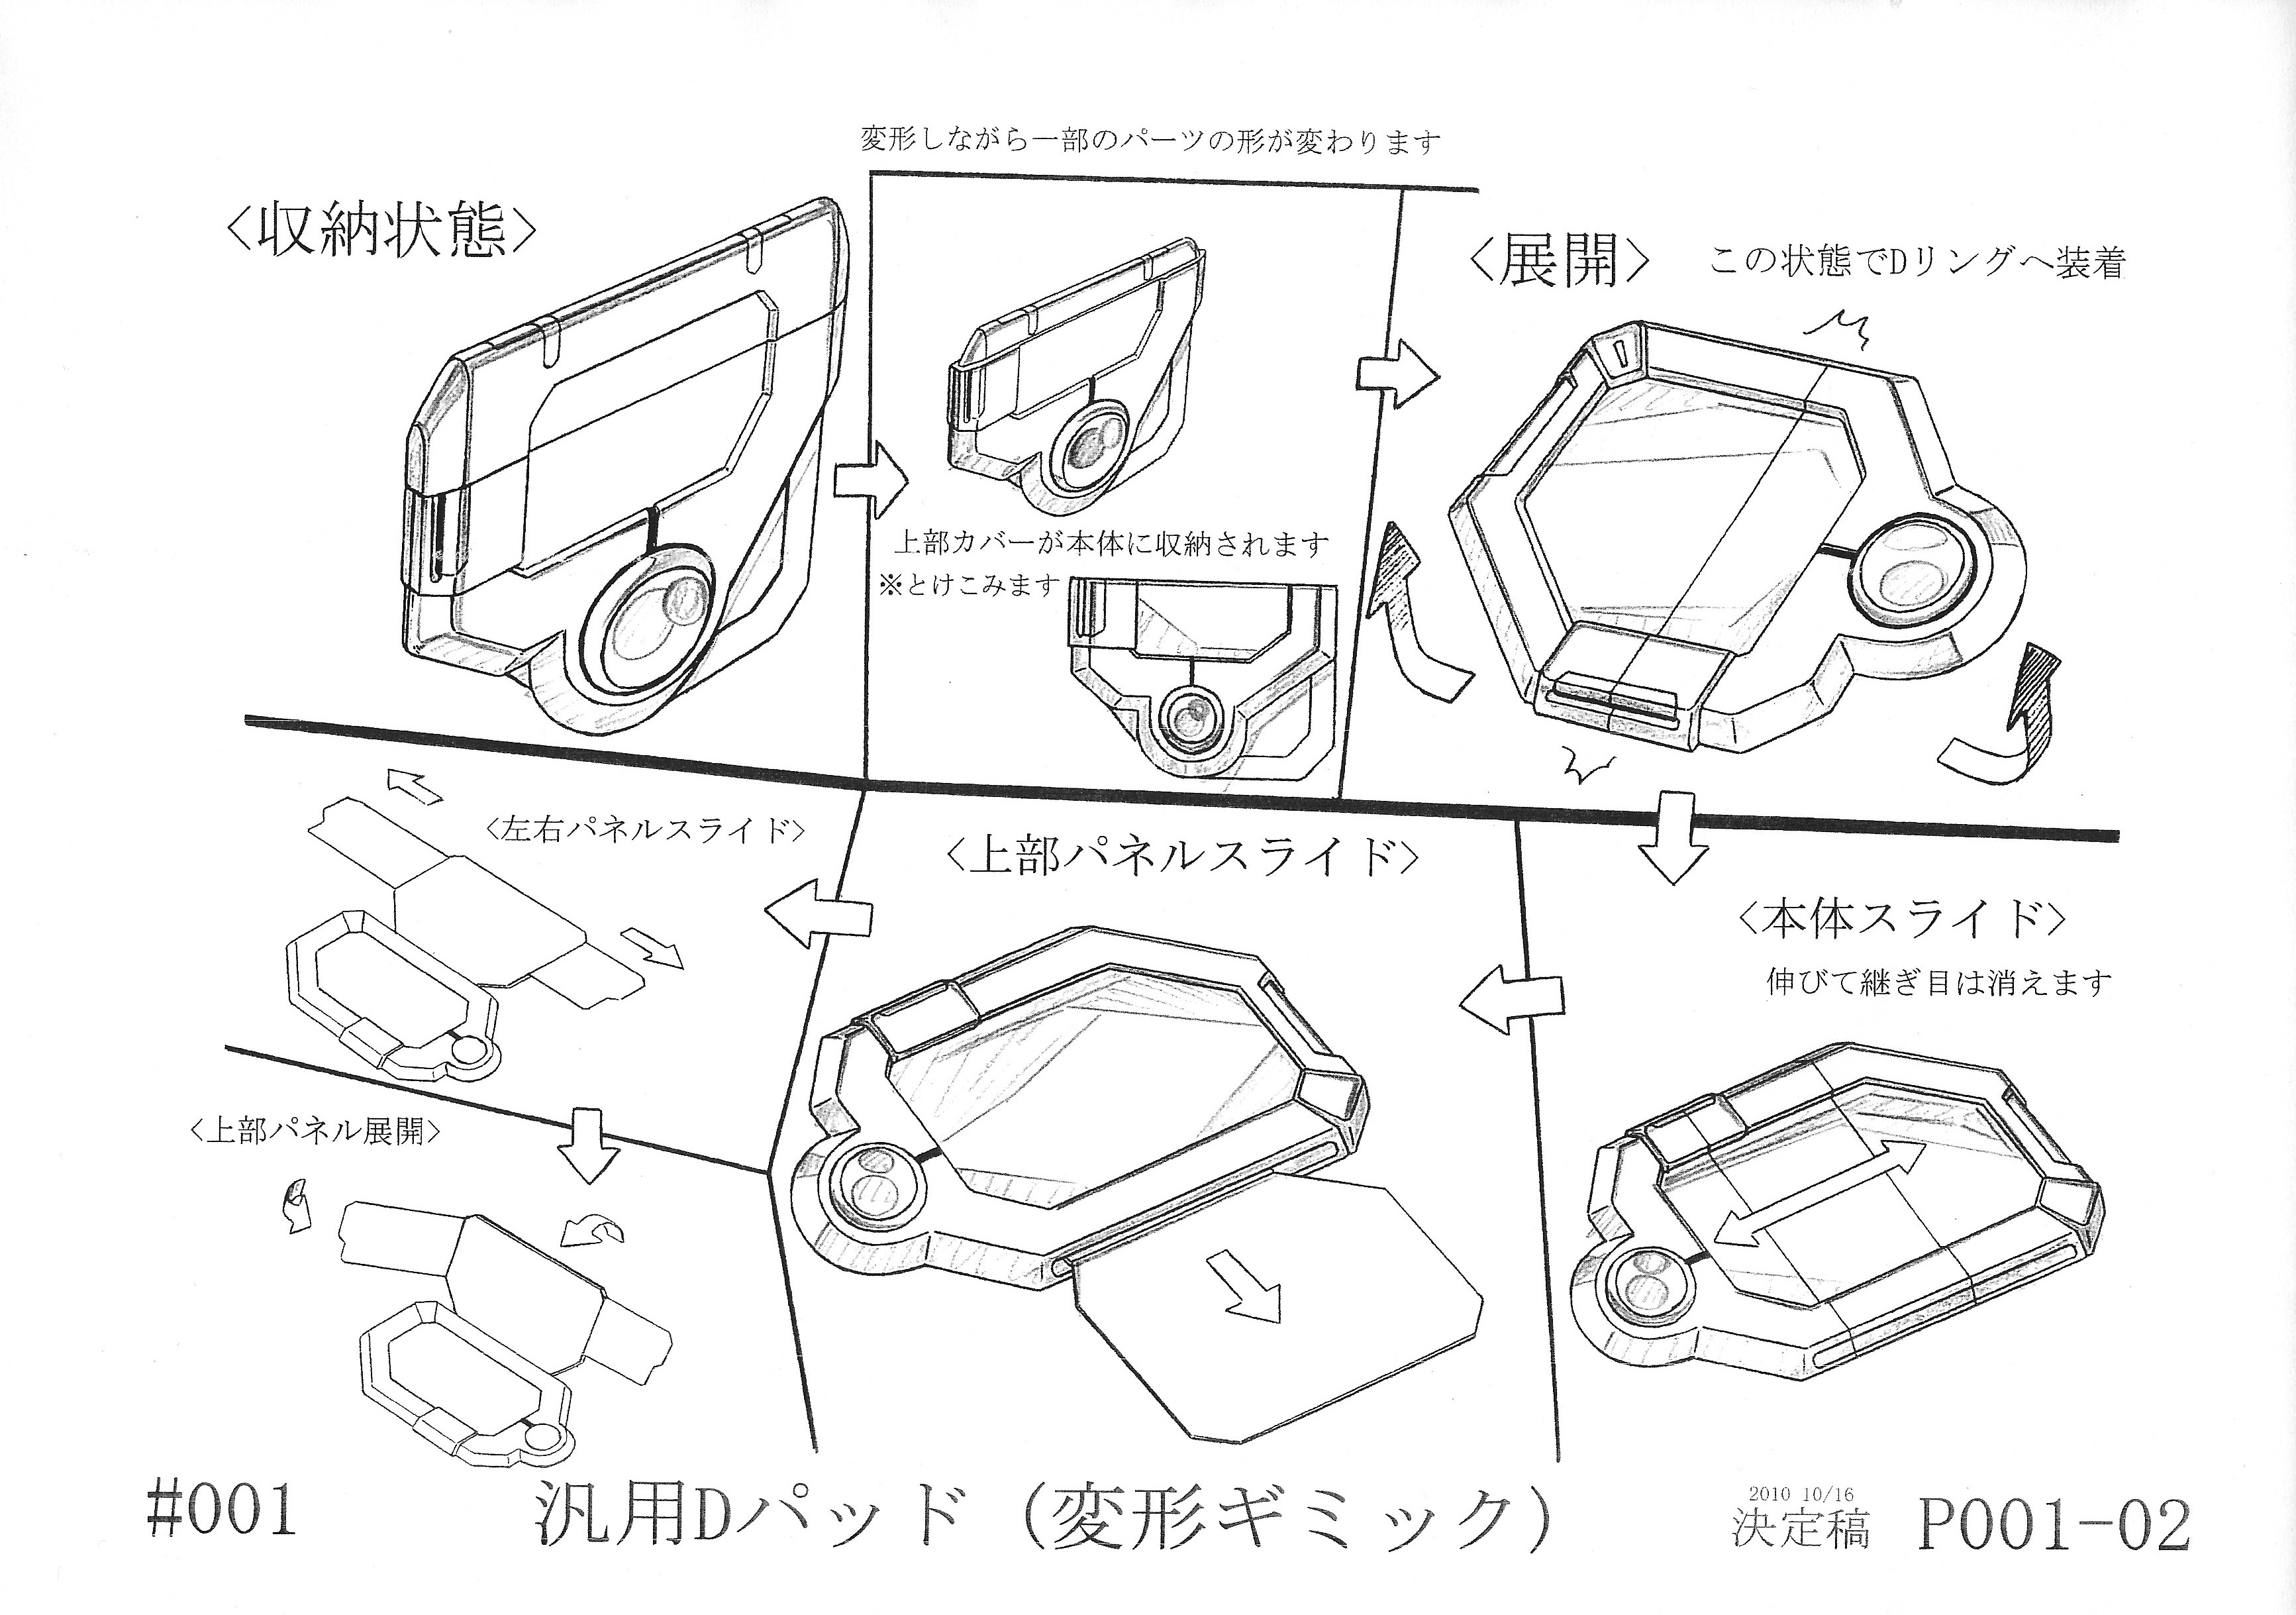 変形しながら一部のパーツの形が変わります
〈収納状態〉
上部カバーが本体に収納されます
※とけこみます
〈展開〉
この状態でDリングへ装着
〈本体スライド〉
伸びて継ぎ目は消えます
〈上部パネルスライド〉
〈左右パネルスライド〉
〈上部パネル展開〉
#001
汎用Dパッド（変形ギミック）
2010 10/16
決定稿
P001-02